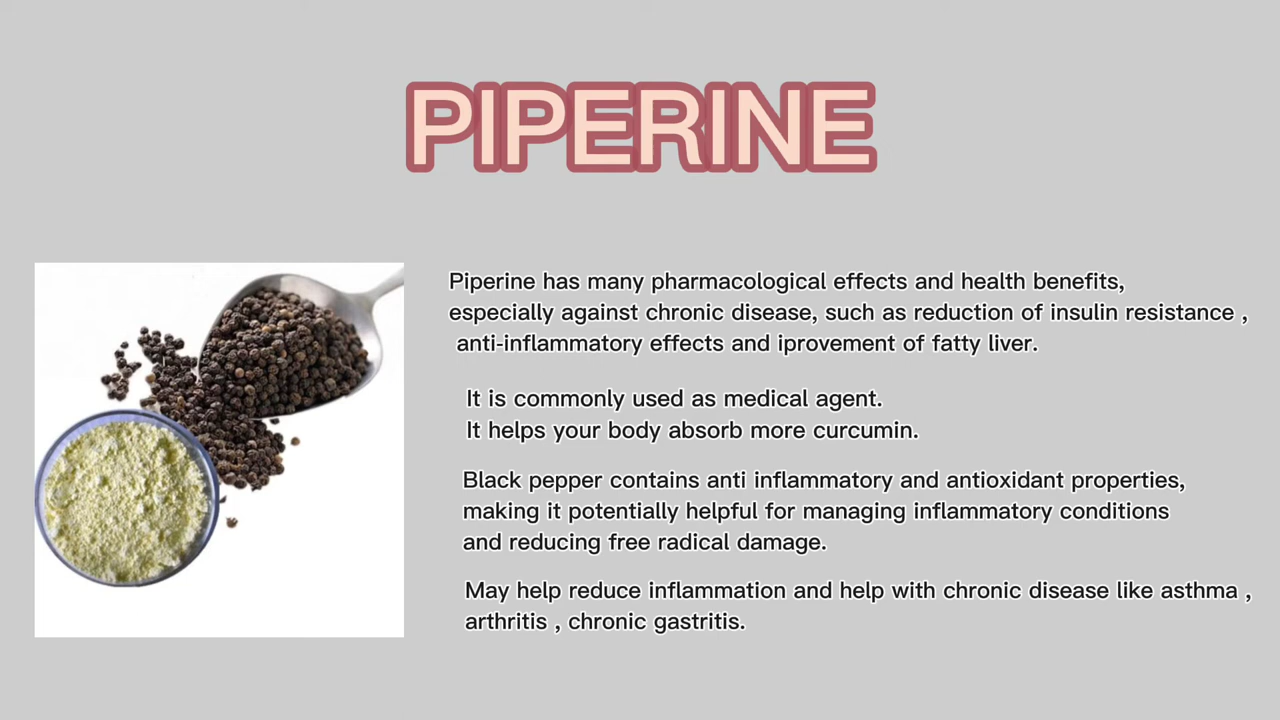 PIPERINE
Piperine has many pharmacological effects and health benefits,
especially against chronic disease, such as reduction of insulin resistance ,
anti-inflammatory effects and iprovement of fatty liver.
It is commonly used as medical agent.
It helps your body absorb more curcumin.
Black pepper contains anti inflammatory and antioxidant properties,
making it potentially helpful for managing inflammatory conditions
and reducing free radical damage.
May help reduce inflammation and help with chronic disease like asthma ,
arthritis , chronic gastritis.